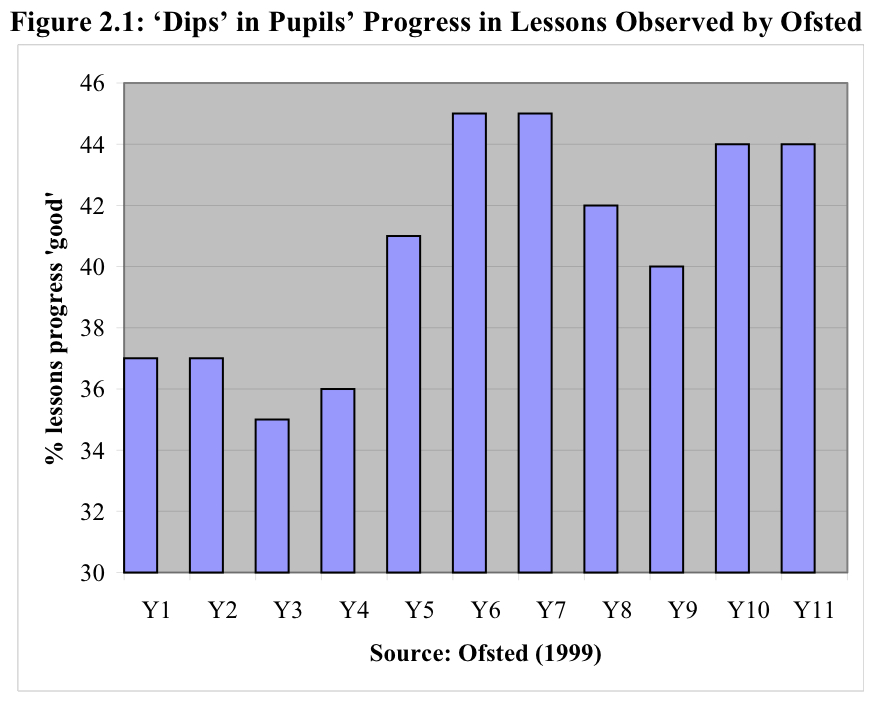 Figure 2.1: ‘Dips’ in Pupils’ Progress in Lessons Observed by Ofsted
% lessons progress 'good'
46
44
42
40
38
36
34
32
30
Y1 Y2 Y3 Y4 Y5 Y6 Y7 Y8 Y9 Y10 Y11
Source: Ofsted (1999)